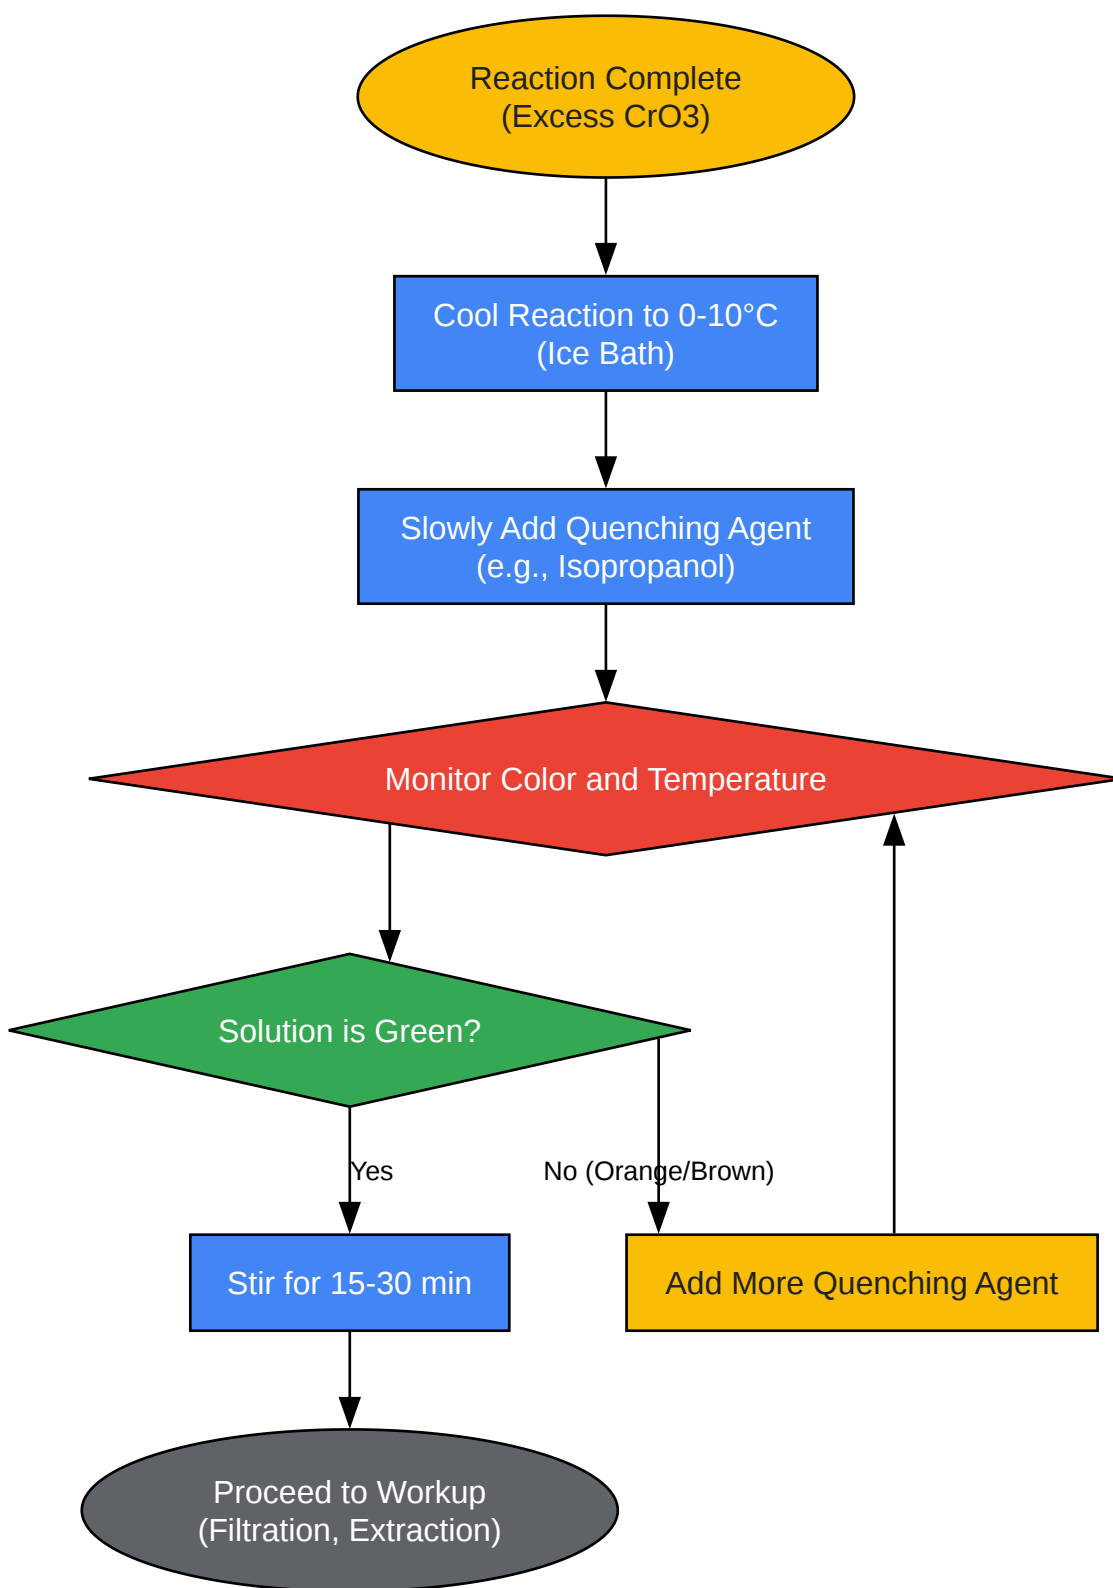 Reaction Complete
(Excess CrO3)
Cool Reaction to 0-10°C
(Ice Bath)
Slowly Add Quenching Agent
(e.g., Isopropanol)
Monitor Color and Temperature
Solution is Green?
Yes
No (Orange/Brown)
Stir for 15-30 min
Add More Quenching Agent
Proceed to Workup
(Filtration, Extraction)